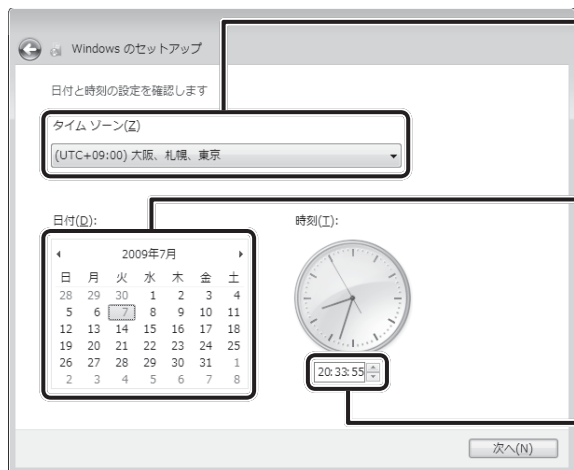 Windows のセットアップ
日付と時刻の設定を確認します
タイム ゾーン(Z)
(UTC+09:00) 大阪、札幌、東京
日付(D):
時刻(T):
2009年7月
日 月 火 水 木 金 土
28 29 30 1 2 3 4
5 6 7 8 9 10 11
12 13 14 15 16 17 18
19 20 21 22 23 24 25
26 27 28 29 30 31 1
2 3 4 5 6 7 8
20:33:55
次へ(N)